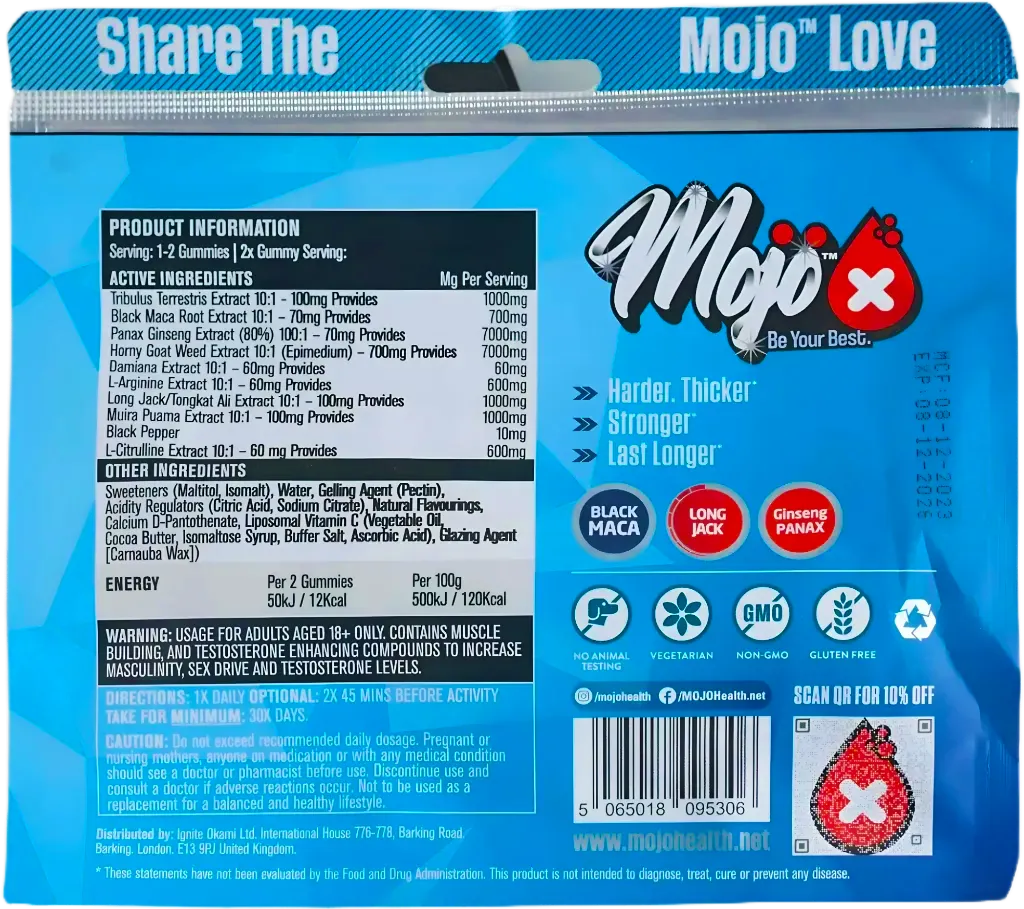 Share The Mojo™ Love
PRODUCT INFORMATION
Serving: 1-2 Gummies | 2x Gummy Serving:
ACTIVE INGREDIENTS Mg Per Serving
Tribulus Terrestris Extract 10:1 - 100mg Provides 1000mg
Black Maca Root Extract 10:1 - 70mg Provides 700mg
Panax Ginseng Extract (80%) 100:1 - 70mg Provides 7000mg
Horny Goat Weed Extract 10:1 (Epimedium) - 700mg Provides 7000mg
Damiana Extract 10:1 - 60mg Provides 60mg
L-Arginine Extract 10:1 - 60mg Provides 600mg
Long Jack/Tongkat Ali Extract 10:1 - 100mg Provides 1000mg
Muira Puama Extract 10:1 - 100mg Provides 1000mg
Black Pepper 10mg
L-Citrulline Extract 10:1 - 60 mg Provides 600mg
OTHER INGREDIENTS
Sweeteners (Maltitol, Isomalt), Water, Gelling Agent (Pectin),
Acidity Regulators (Citric Acid, Sodium Citrate), Natural Flavourings,
Calcium D-Pantothenate, Liposomal Vitamin C (Vegetable Oil,
Cocoa Butter, Isomaltose Syrup, Buffer Salt, Ascorbic Acid), Glazing Agent
[Carnauba Wax])
ENERGY Per 2 Gummies Per 100g
50kJ / 12Kcal 500kJ / 120Kcal
WARNING: USAGE FOR ADULTS AGED 18+ ONLY. CONTAINS MUSCLE
BUILDING, AND TESTOSTERONE ENHANCING COMPOUNDS TO INCREASE
MASCULINITY, SEX DRIVE AND TESTOSTERONE LEVELS.
DIRECTIONS: 1X DAILY OPTIONAL: 2X 45 MINS BEFORE ACTIVITY
TAKE FOR MINIMUM: 30X DAYS.
CAUTION: Do not exceed recommended daily dosage. Pregnant or
nursing mothers, anyone on medication or with any medical condition
should see a doctor or pharmacist before use. Discontinue use and
consult a doctor if adverse reactions occur. Not to be used as a
replacement for a balanced and healthy lifestyle.
Distributed by: Ignite Okami Ltd. International House 776-778, Barking Road.
Barking. London. E13 9PJ United Kingdom.
Mojo™ X
Be Your Best.
Harder. Thicker*
Stronger*
Last Longer*
MCF: 08-12-2023
EXP: 08-12-2026
BLACK
MACA
LONG
JACK
Ginseng
PANAX
NO ANIMAL
TESTING
VEGETARIAN
GMO
NON-GMO
GLUTEN FREE
/mojohealth /MOJOHealth.net
SCAN QR FOR 10% OFF
5 065018 095306
www.mojohealth.net
* These statements have not been evaluated by the Food and Drug Administration. This product is not intended to diagnose, treat, cure or prevent any disease.